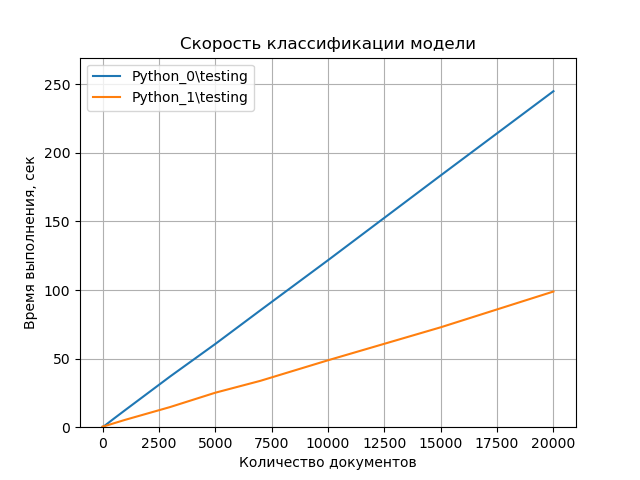 Скорость классификации модели
Python_0\testing
Python_1\testing
Время выполнения, сек
250
200
150
100
50
0
0 2500 5000 7500 10000 12500 15000 17500 20000
Количество документов